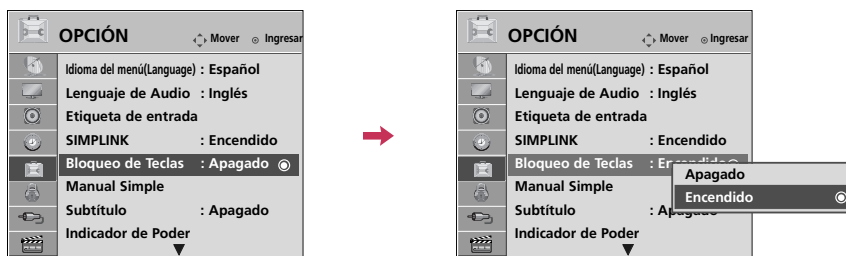 OPCIÓN Mover Ingresar
Idioma del menú(Language) : Español
Lenguaje de Audio : Inglés
Etiqueta de entrada
SIMPLINK : Encendido
Bloqueo de Teclas : Apagado
Manual Simple
Subtítulo : Apagado
Indicador de Poder
OPCIÓN Mover Ingresar
Idioma del menú(Language) : Español
Lenguaje de Audio : Inglés
Etiqueta de entrada
SIMPLINK : Encendido
Bloqueo de Teclas : Encendido
Manual Simple
Subtítulo : Apagado
Indicador de Poder
Apagado
Encendido